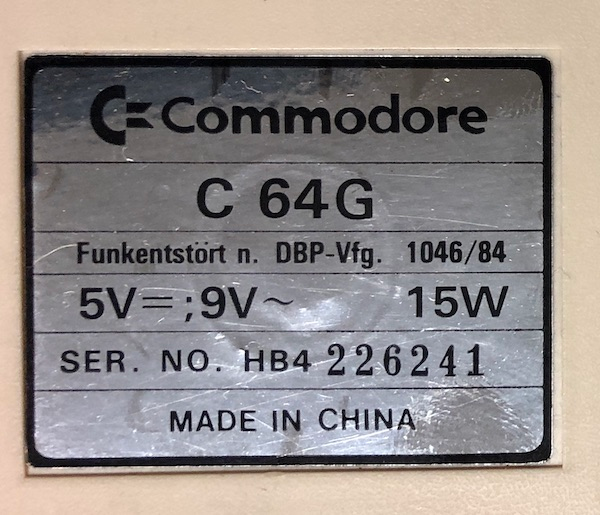 Commodore
C 64G
Funkentstört n. DBP-Vfg. 1046/84
5V⎓;9V~ 15W
SER. NO. HB4 226241
MADE IN CHINA